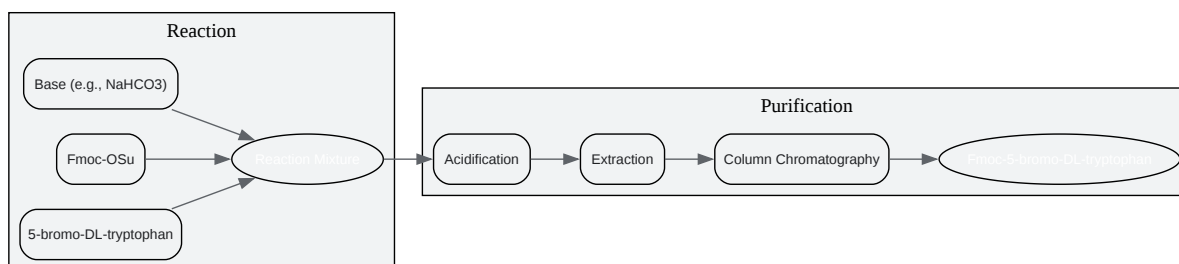 Reaction
Base (e.g., NaHCO3)
Fmoc-OSu
5-bromo-DL-tryptophan
Reaction Mixture
Purification
Acidification
Extraction
Column Chromatography
Fmoc-5-bromo-DL-tryptophan